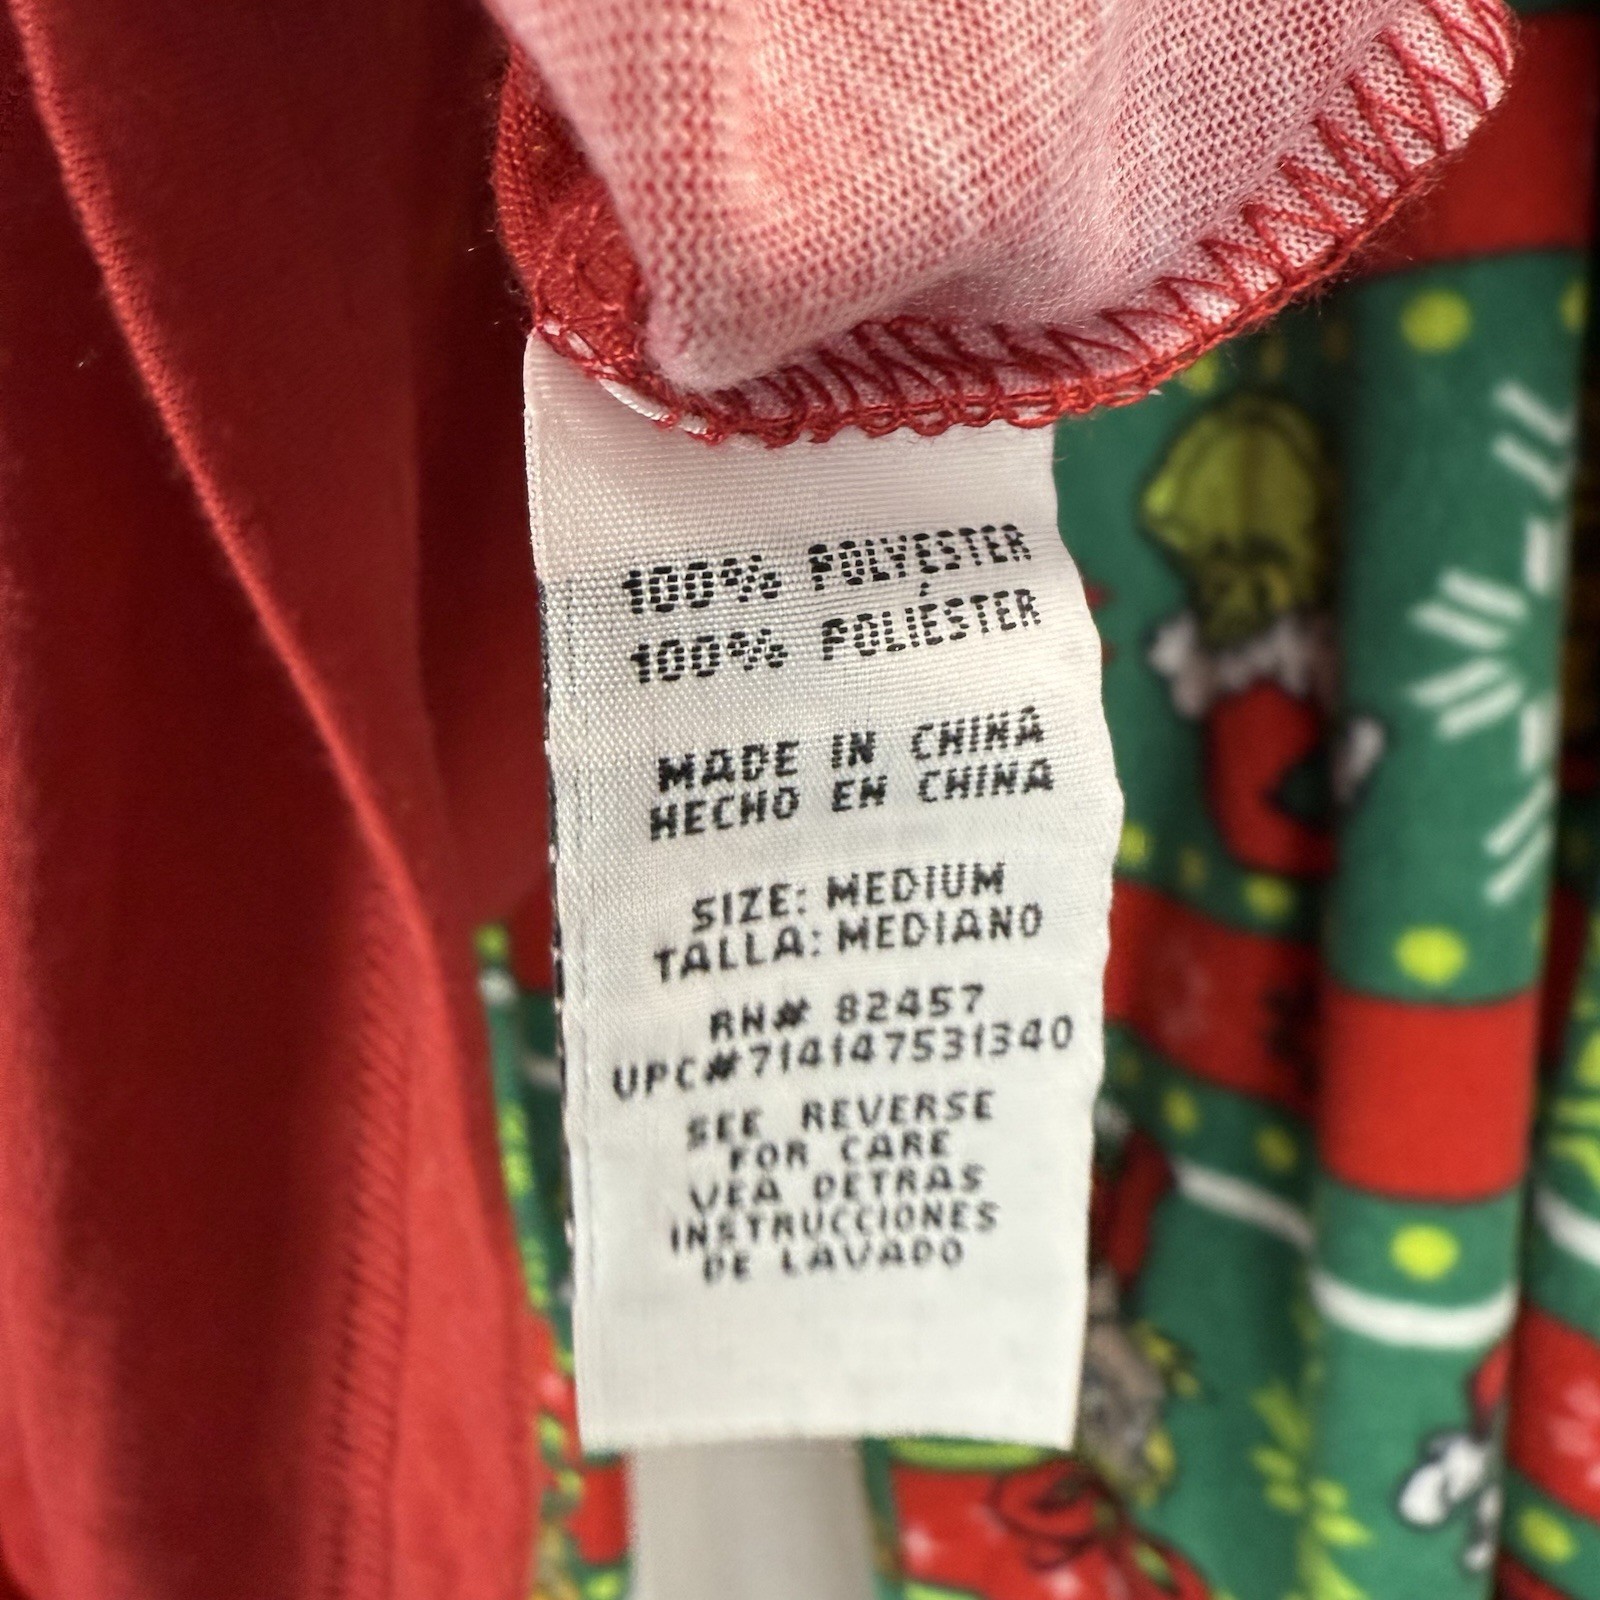 100% POLYESTER
100% POLIÉSTER
MADE IN CHINA
HECHO EN CHINA
SIZE: MEDIUM
TALLA: MEDIANO
RN# 82457
UPC#714147531340
SEE REVERSE
FOR CARE
VEA DETRAS
INSTRUCCIONES
DE LAVADO